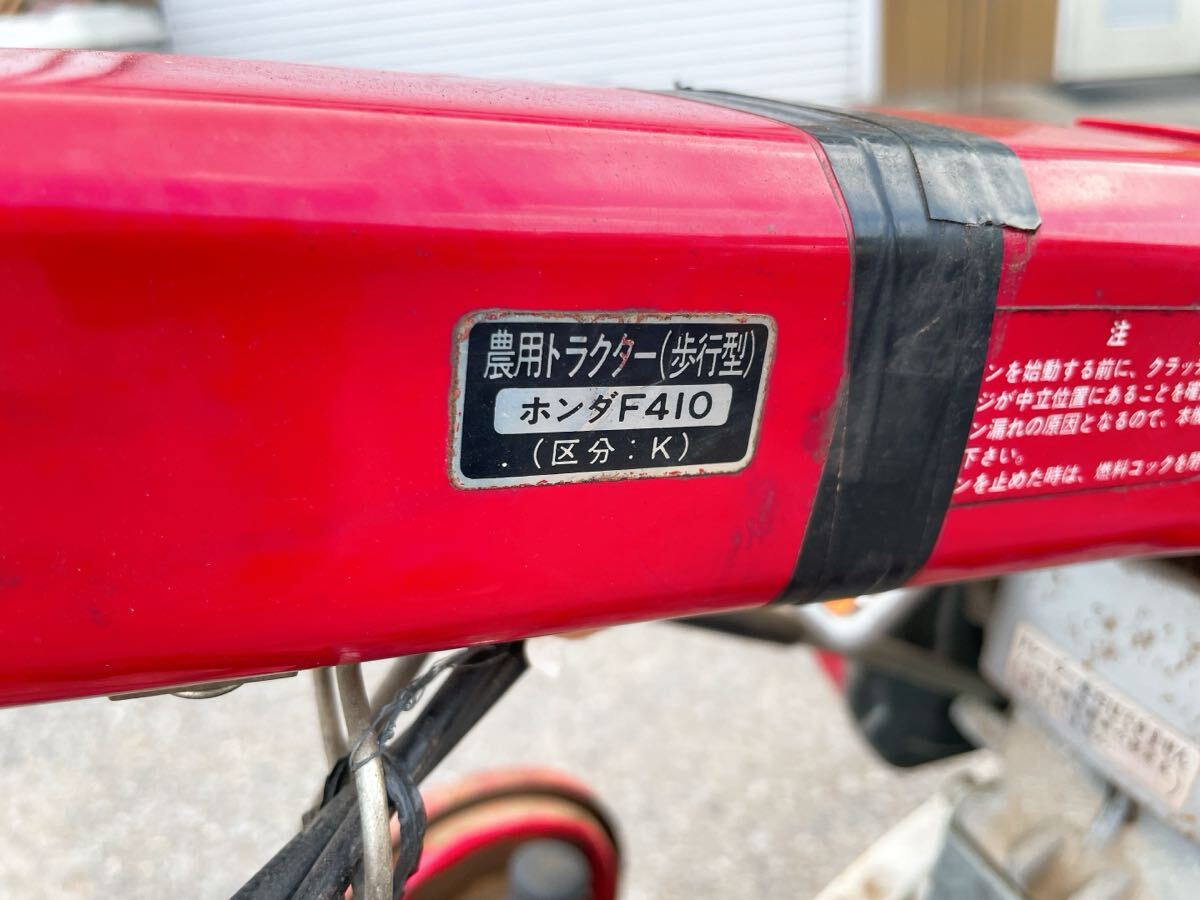 農用トラクター(歩行型)
ホンダF410
(区分:K)
注
ンを始動する前に、クラッ
ジが中立位置にあることを
ン漏れの原因となるので、
下さい。
ンを止めた時は、燃料コックを